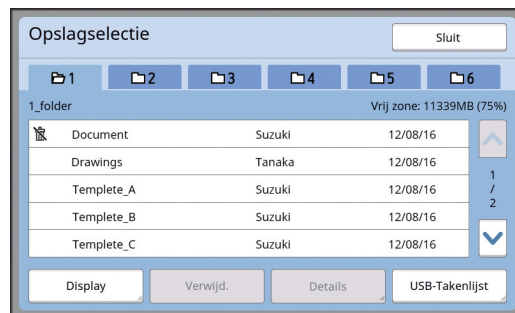 Opslagselectie Sluit
1 2 3 4 5 6
1_folder Vrij zone: 11339MB (75%)
Document Suzuki 12/08/16
Drawings Tanaka 12/08/16
Templete_A Suzuki 12/08/16
Templete_B Suzuki 12/08/16
Templete_C Suzuki 12/08/16
1
/
2
Display Verwijd. Details USB-Takenlijst